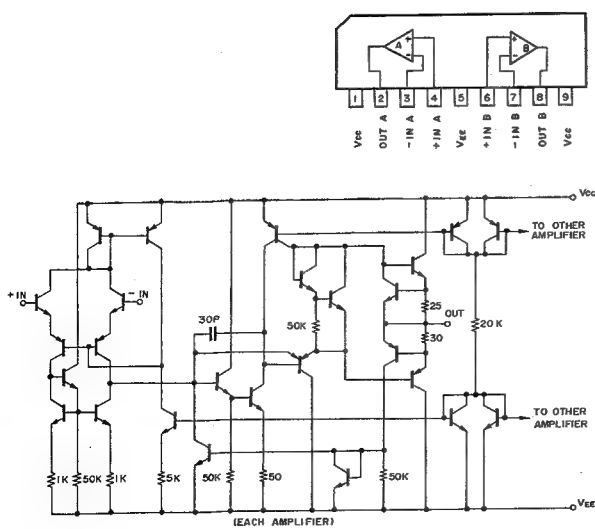 A
B
+
-
+
-
1 2 3 4 5 6 7 8 9
VCC
OUT A
-IN A
+IN A
VEE
+IN B
-IN B
OUT B
VCC
VCC
TO OTHER
AMPLIFIER
+IN
-IN
25
OUT
30P
50K
30
20K
TO OTHER
AMPLIFIER
1K 50K 1K 5K 50K 50 50K
VEE
(EACH AMPLIFIER)